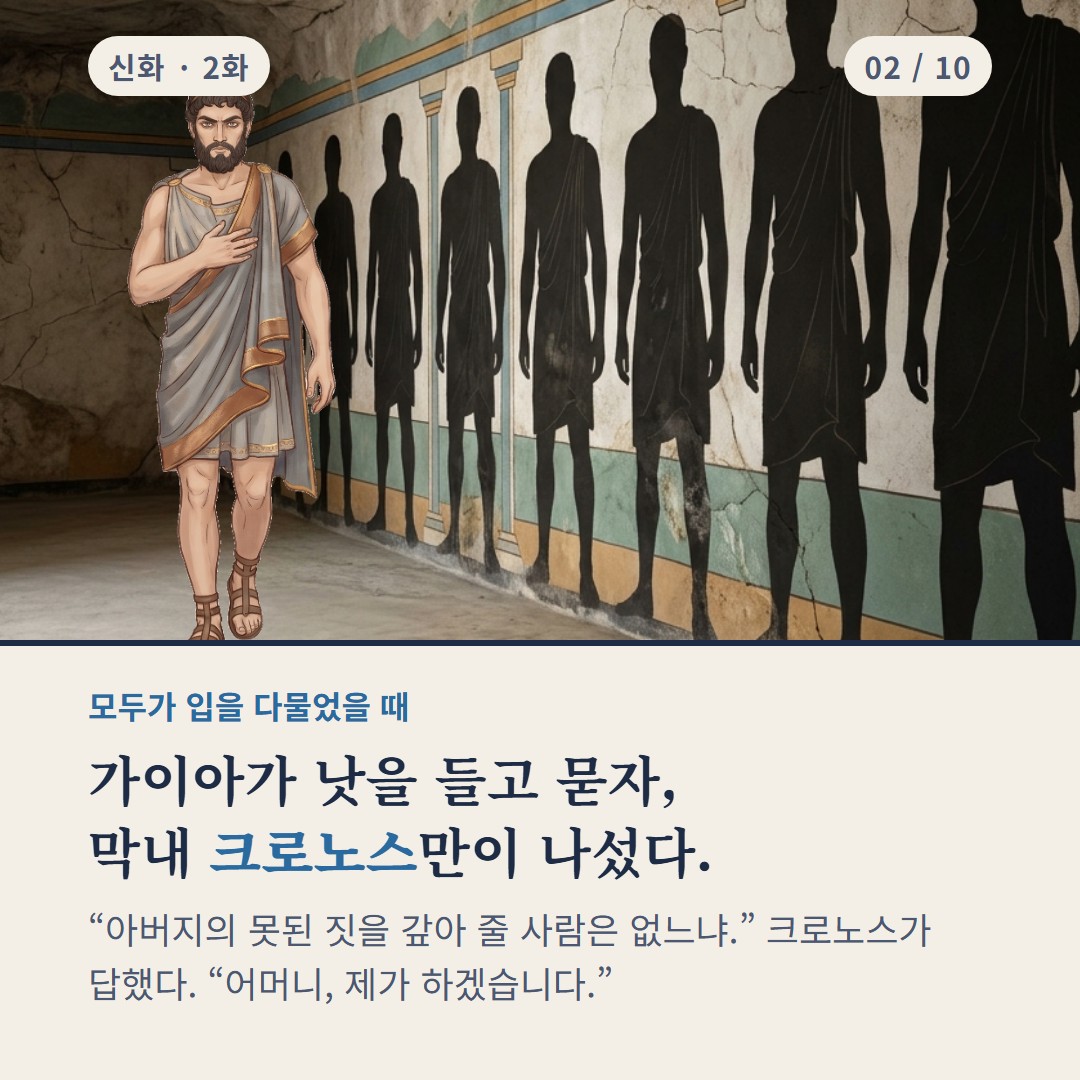 신화 · 2화
02 / 10
모두가 입을 다물었을 때
가이아가 낫을 들고 묻자,
막내 크로노스만이 나섰다.
“아버지의 못된 짓을 갚아 줄 사람은 없느냐.” 크로노스가
답했다. “어머니, 제가 하겠습니다.”